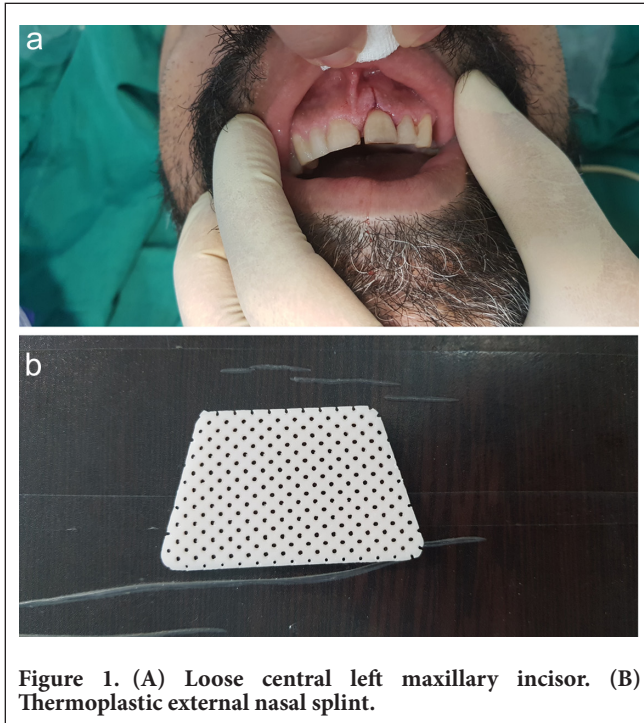 a
b
Figure 1. (A) Loose central left maxillary incisor. (B)
Thermoplastic external nasal splint.